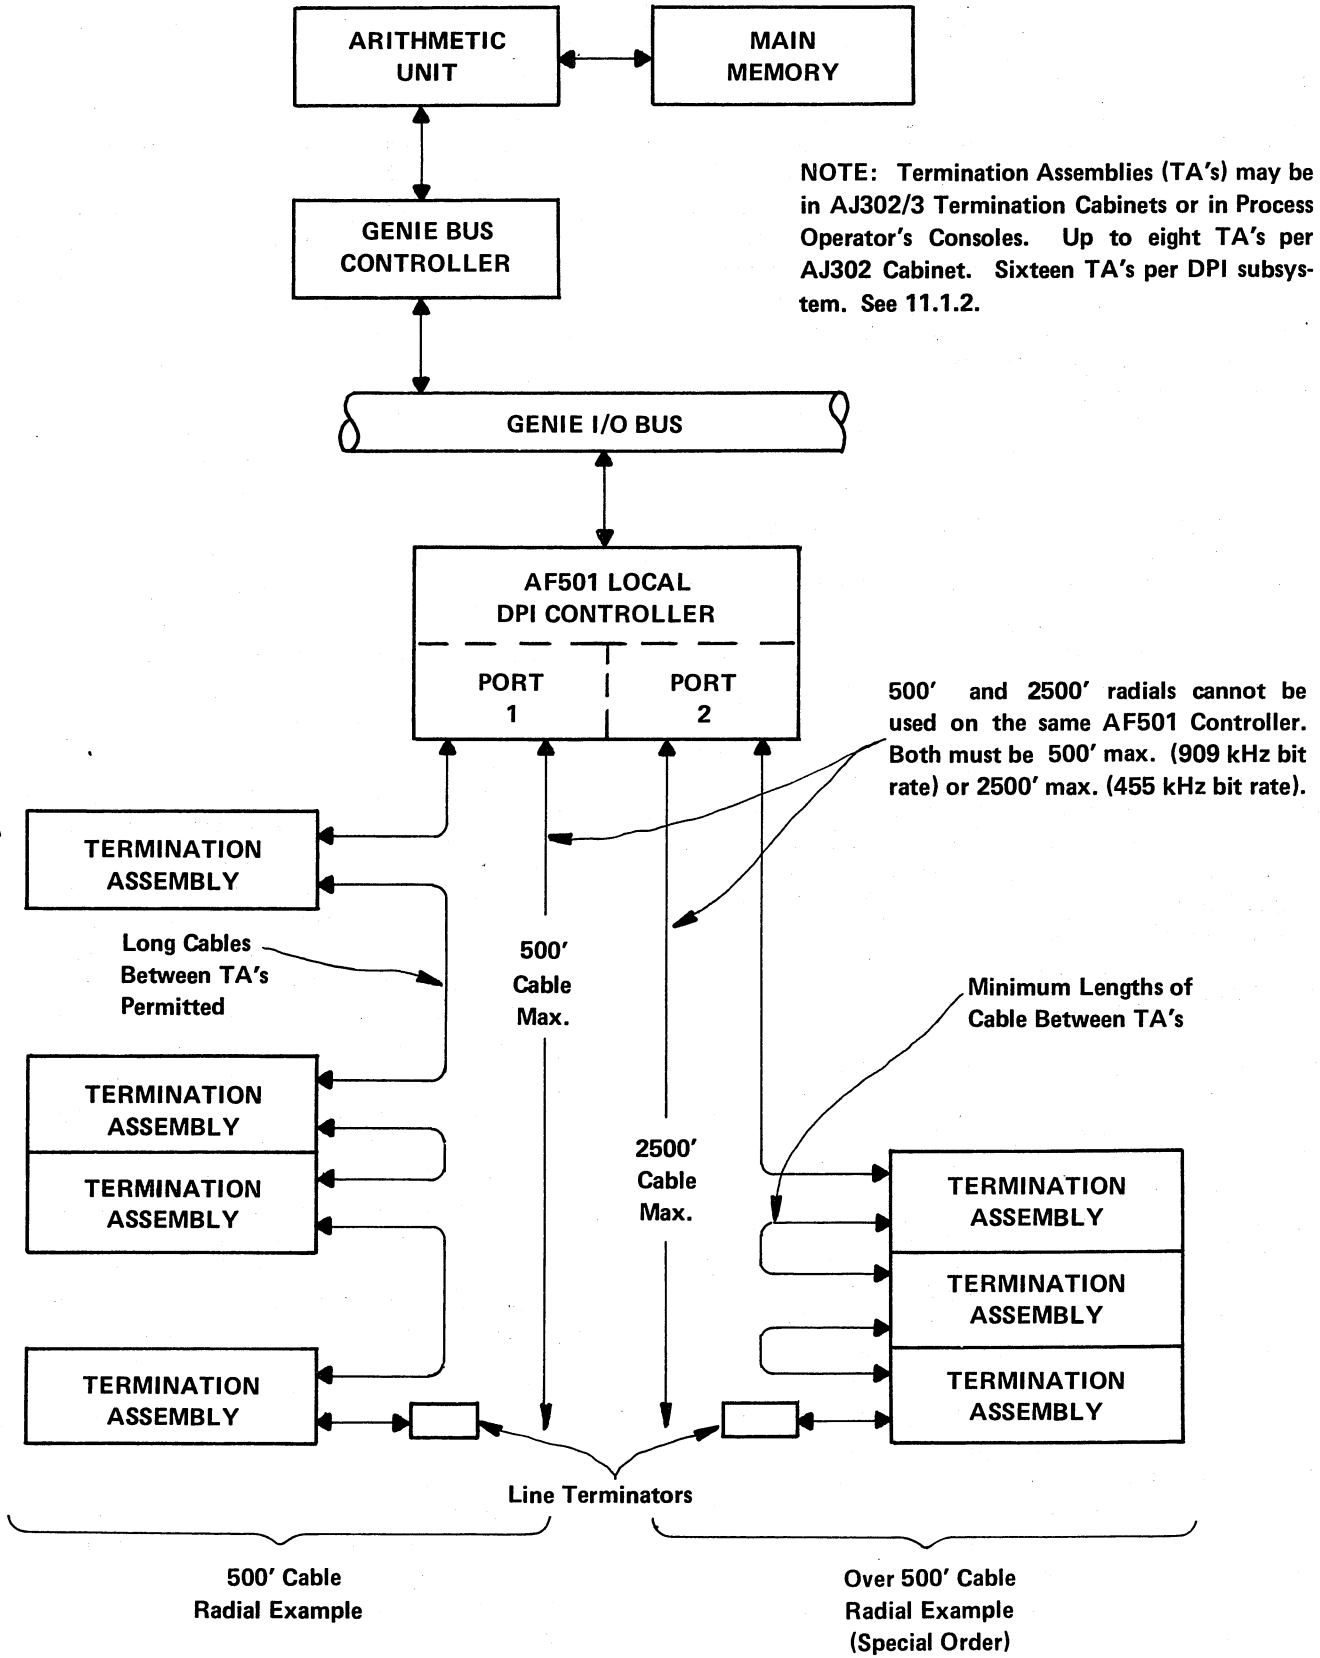 ARITHMETIC
UNIT
MAIN
MEMORY
NOTE: Termination Assemblies (TA's) may be
in AJ302/3 Termination Cabinets or in Process
Operator's Consoles. Up to eight TA's per
AJ302 Cabinet. Sixteen TA's per DPI subsys-
tem. See 11.1.2.
GENIE BUS
CONTROLLER
GENIE I/O BUS
AF501 LOCAL
DPI CONTROLLER
PORT
1
PORT
2
500' and 2500' radials cannot be
used on the same AF501 Controller.
Both must be 500' max. (909 kHz bit
rate) or 2500' max. (455 kHz bit rate).
TERMINATION
ASSEMBLY
Long Cables
Between TA's
Permitted
500'
Cable
Max.
Minimum Lengths of
Cable Between TA's
TERMINATION
ASSEMBLY
TERMINATION
ASSEMBLY
2500'
Cable
Max.
TERMINATION
ASSEMBLY
TERMINATION
ASSEMBLY
TERMINATION
ASSEMBLY
TERMINATION
ASSEMBLY
Line Terminators
500' Cable
Radial Example
Over 500' Cable
Radial Example
(Special Order)